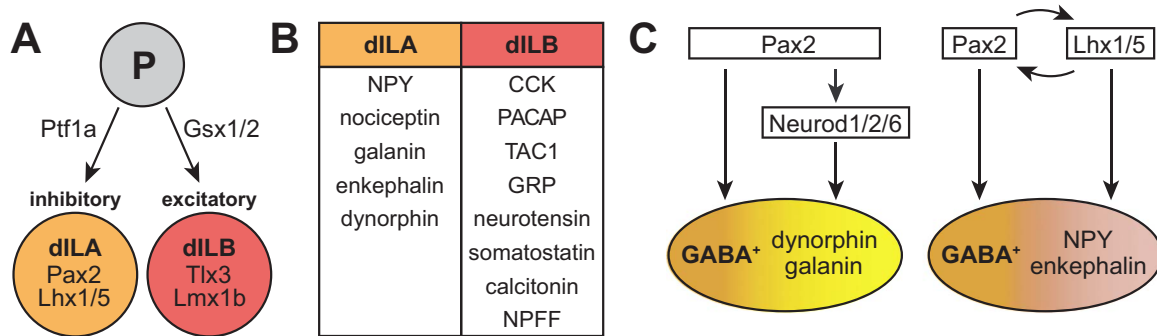 A
P
Ptf1a
Gsx1/2
inhibitory
excitatory
dILA
Pax2
Lhx1/5
dILB
Tlx3
Lmx1b
B
dILA
dILB
NPY
CCK
nociceptin
PACAP
galanin
TAC1
enkephalin
GRP
dynorphin
neurotensin
somatostatin
calcitonin
NPFF
C
Pax2
Neurod1/2/6
GABA+
dynorphin
galanin
Pax2
Lhx1/5
GABA+
NPY
enkephalin